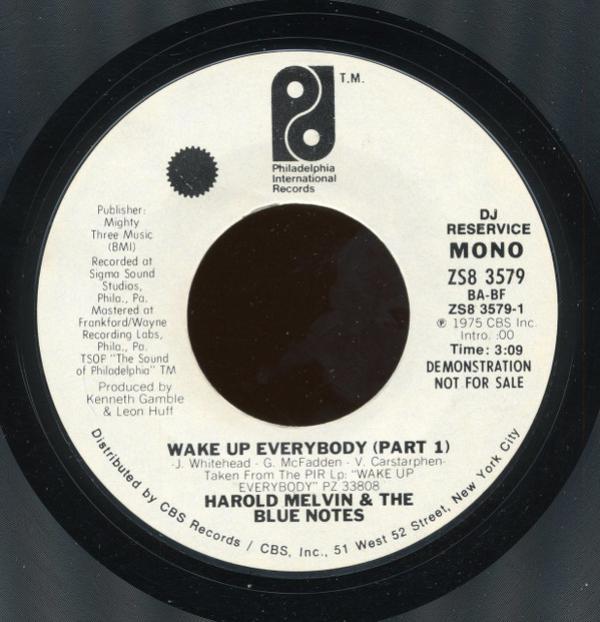 T.M.
Philadelphia
International
Records
Publisher:
Mighty
Three Music
(BMI)
Recorded at
Sigma Sound
Studios,
Phila., Pa.
Mastered at
Frankford/Wayne
Recording Labs,
Phila., Pa.
TSOF "The Sound
of Philadelphia" TM
Produced by
Kenneth Gamble
& Leon Huff
DJ
RESERVICE
MONO
ZS8 3579
BA-BF
ZS8 3579-1
℗ 1975 CBS Inc.
Intro. :00
Time: 3:09
DEMONSTRATION
NOT FOR SALE
WAKE UP EVERYBODY (PART 1)
-J. Whitehead - G. McFadden - V. Carstarphen-
Taken From The PIR Lp: "WAKE UP
EVERYBODY" PZ 33808
HAROLD MELVIN & THE
BLUE NOTES
Distributed by CBS Records / CBS, Inc., 51 West 52 Street, New York City